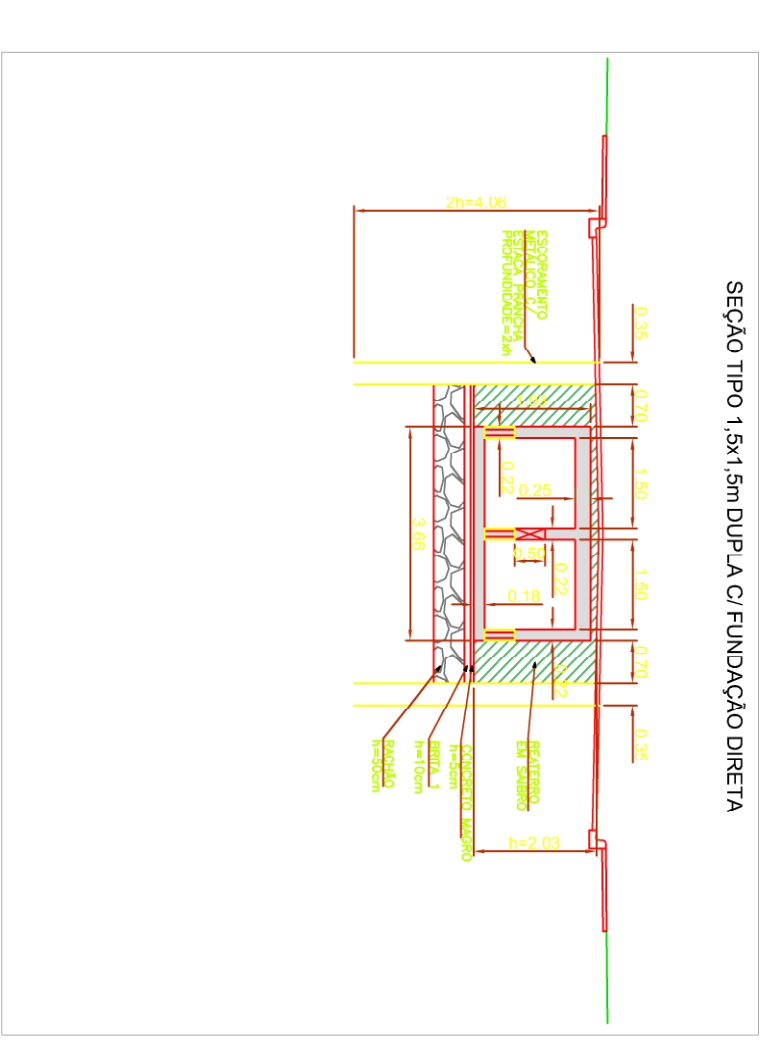 SEÇÃO TIPO 1,5x1,5m DUPLA C/ FUNDAÇÃO DIRETA
0.35
0.70
1.50
1.50
0.70
0.35
2h=4.06
ESCORAMENTO
METÁLICO C/
ESTACA PRANCHA
PROFUNDIDADE=2xh
1.93
0.22
0.25
0.50
0.22
0.18
0.22
3.66
REATERRO
EM SAIBRO
h=2.03
CONCRETO MAGRO
h=5cm
BRITA 1
h=10cm
RACHÃO
h=50cm